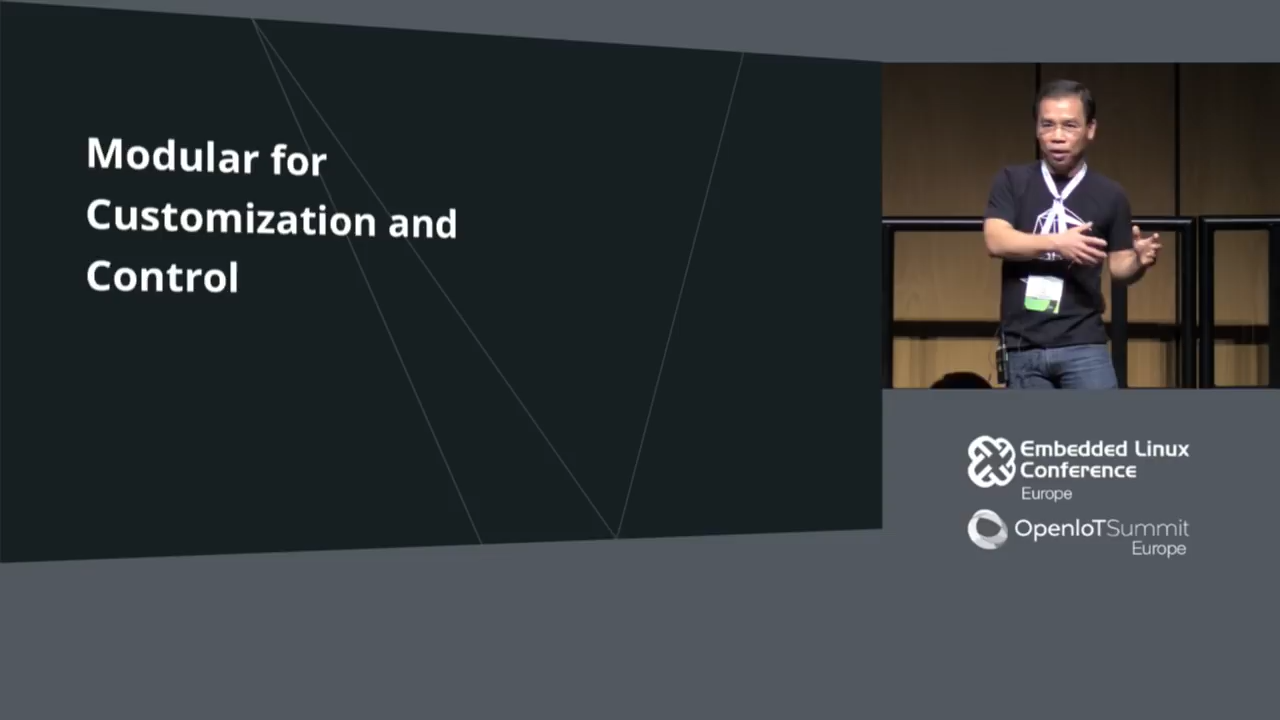 Modular for
Customization and
Control
Embedded Linux
Conference
Europe
OpenIoTSummit
Europe